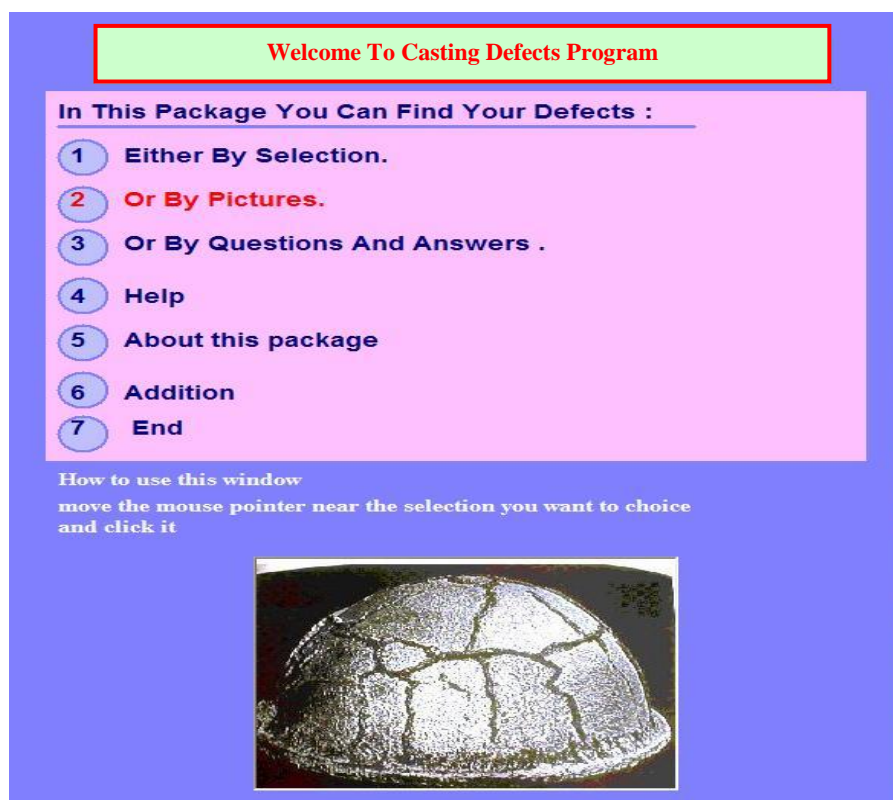 Welcome To Casting Defects Program
In This Package You Can Find Your Defects :
1 Either By Selection.
2 Or By Pictures.
3 Or By Questions And Answers .
4 Help
5 About this package
6 Addition
7 End
How to use this window
move the mouse pointer near the selection you want to choice
and click it